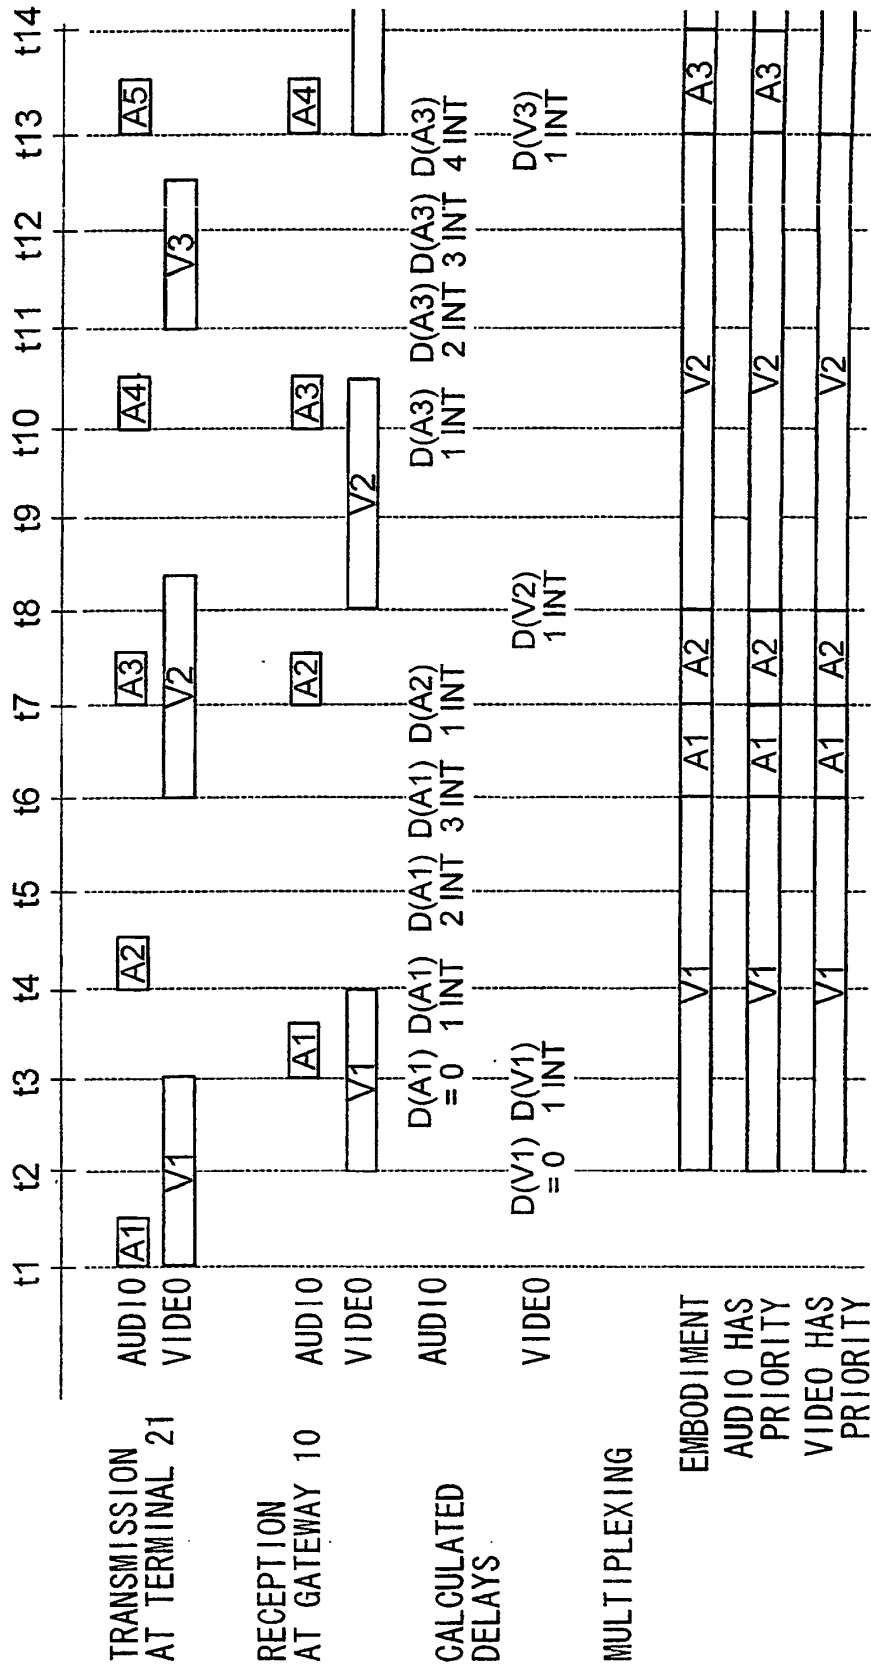 t1 t2 t3 t4 t5 t6 t7 t8 t9 t10 t11 t12 t13 t14
TRANSMISSION
AT TERMINAL 21
AUDIO A1 A2 A3 A4 A5
VIDEO V1 V2 V3
RECEPTION
AT GATEWAY 10
AUDIO A1 A2 A3 A4
VIDEO V1 V2
CALCULATED
DELAYS
AUDIO D(A1) D(A1) D(A1) D(A1) D(A2) D(A3) D(A3) D(A3) D(A3)
= 0 1 INT 2 INT 3 INT 1 INT 1 INT 2 INT 3 INT 4 INT
VIDEO D(V1) D(V1) D(V2) D(V3)
= 0 1 INT 1 INT 1 INT
MULTIPLEXING
EMBODIMENT V1 A1 A2 V2 A3
AUDIO HAS
PRIORITY V1 A1 A2 V2 A3
VIDEO HAS
PRIORITY V1 A1 A2 V2